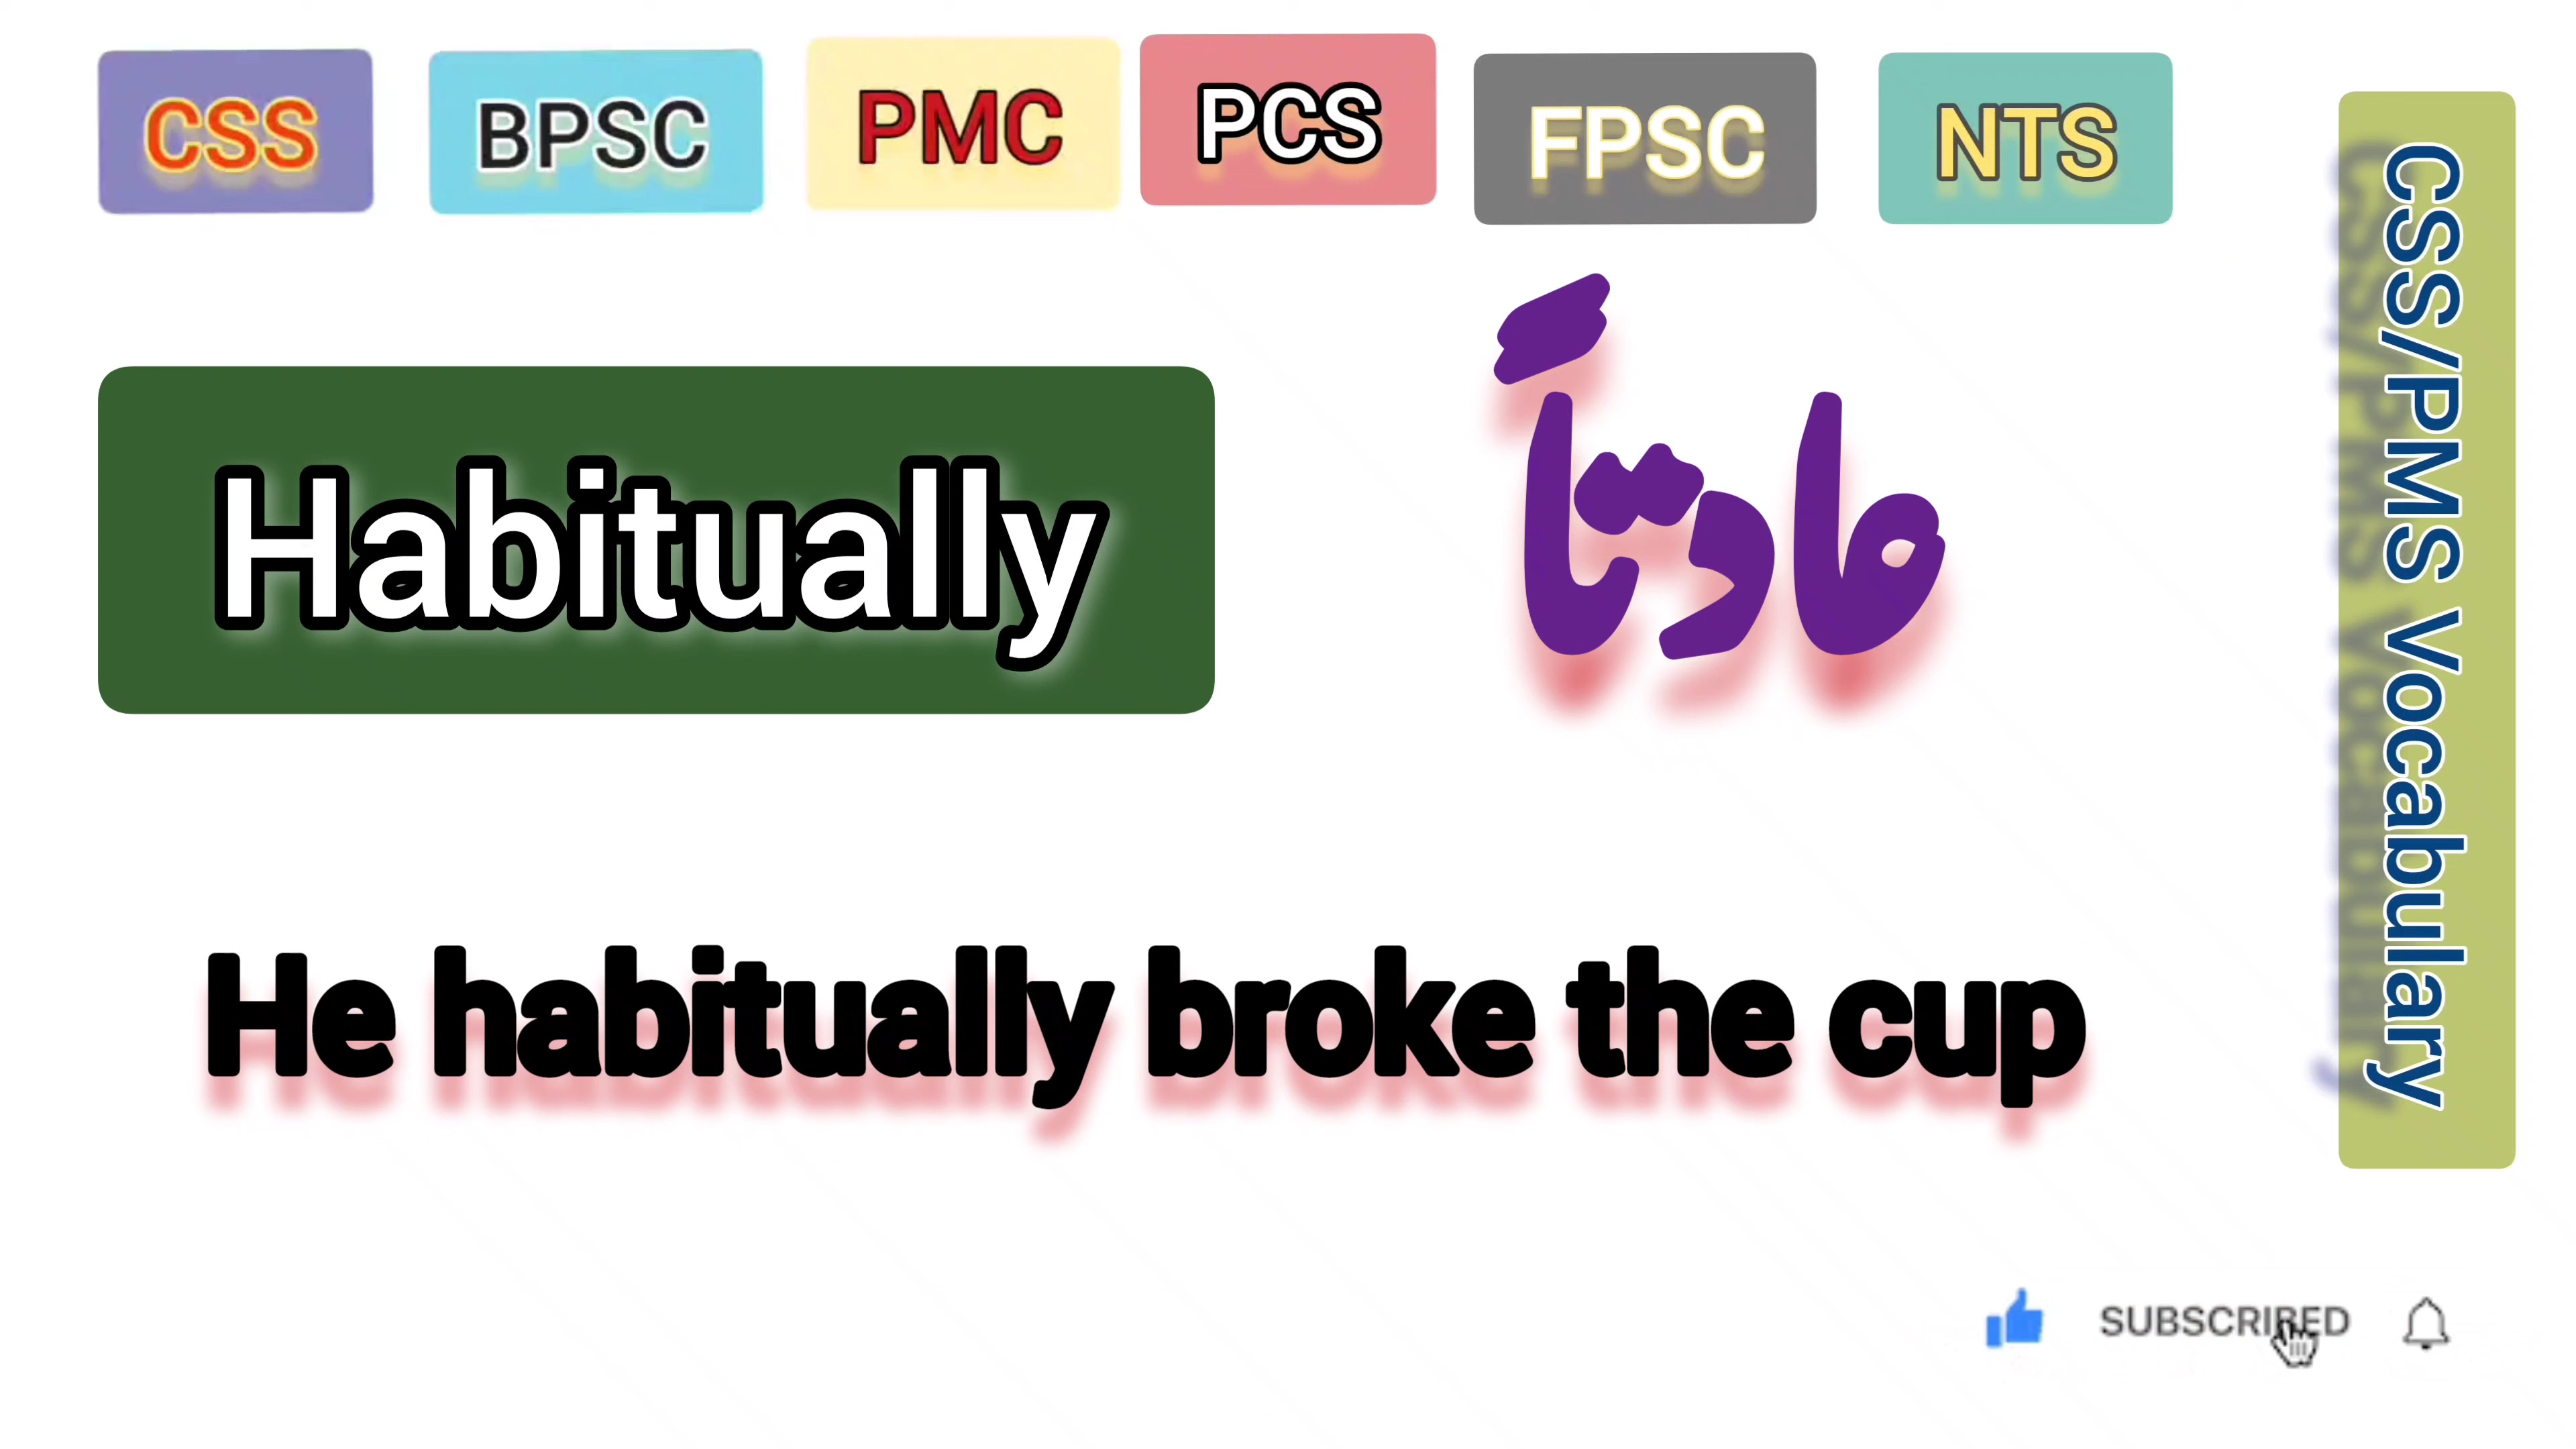 CSS BPSC PMC PCS FPSC NTS
Habitually
عادتاً
He habitually broke the cup
CSS/PMS Vocabulary
SUBSCRIBED